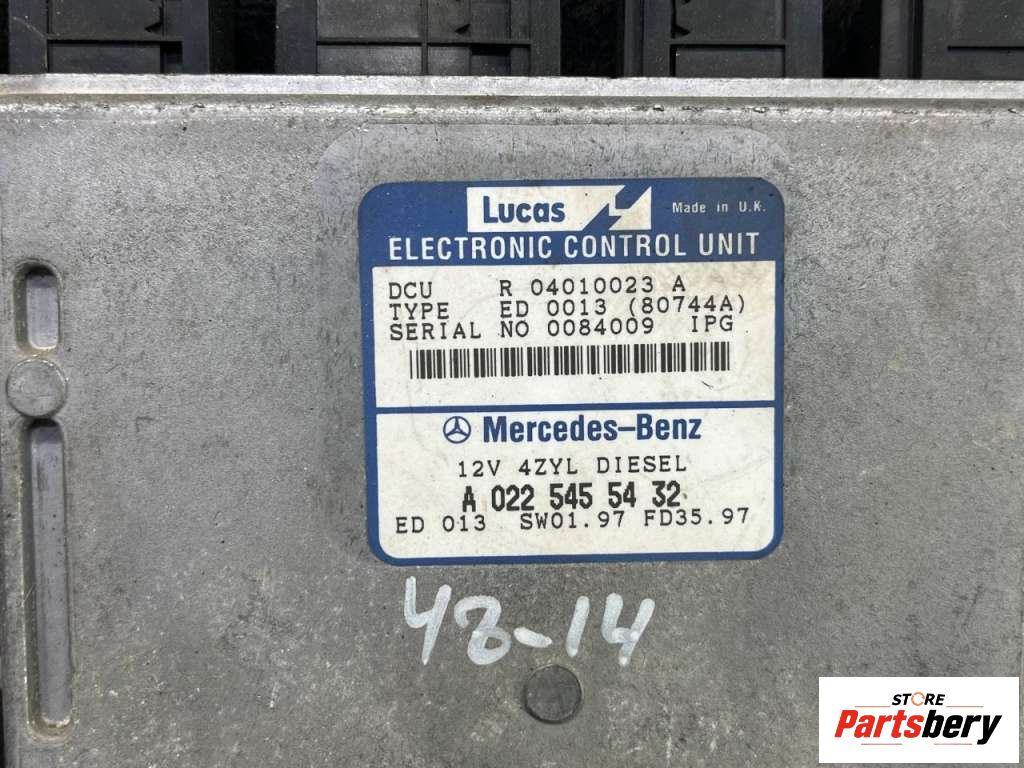 Lucas Made in U.K.
ELECTRONIC CONTROL UNIT
DCU R 04010023 A
TYPE ED 0013 (80744A)
SERIAL NO 0084009 IPG
Mercedes-Benz
12V 4ZYL DIESEL
A 022 545 54 32
ED 013 SW01.97 FD35.97
48-14
STORE
Partsbery